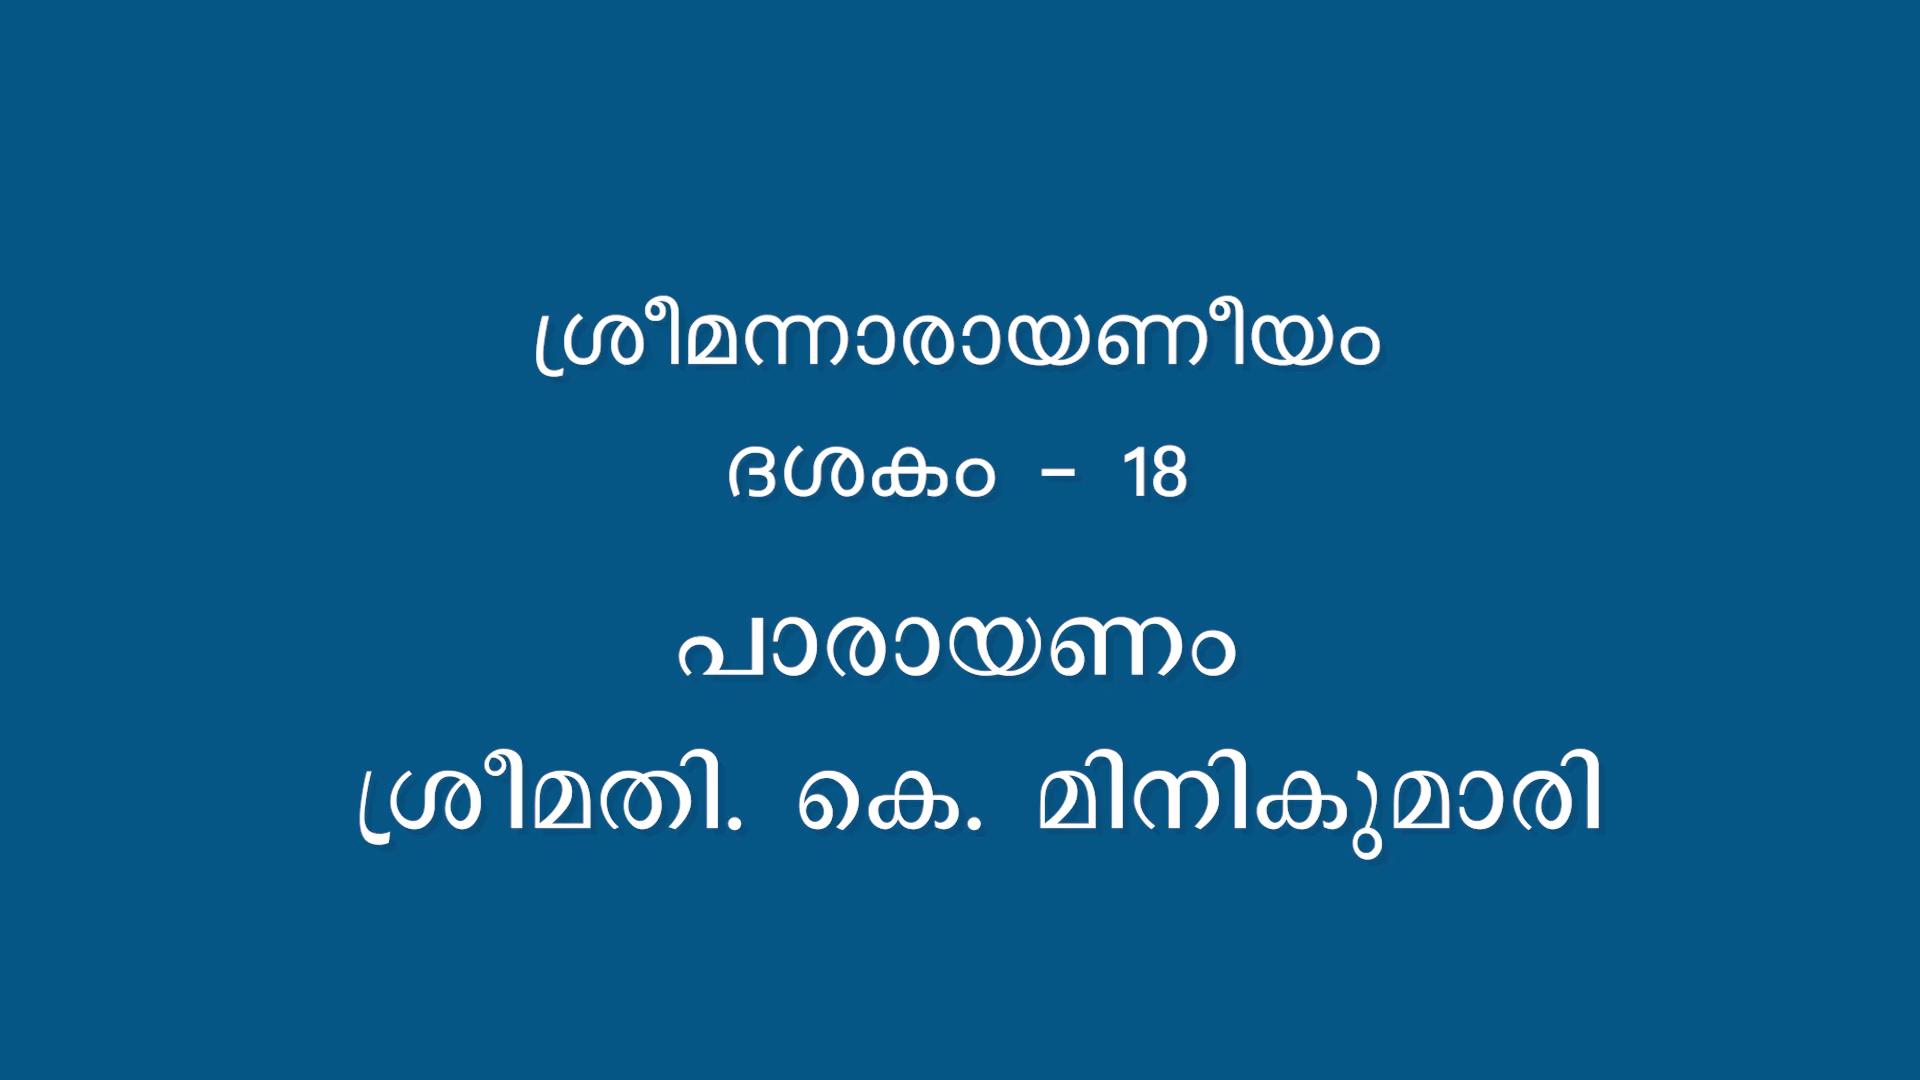 ശ്രീമന്നാരായണീയം
ദശകം - 18
പാരായണം
ശ്രീമതി. കെ. മിനികുമാരി